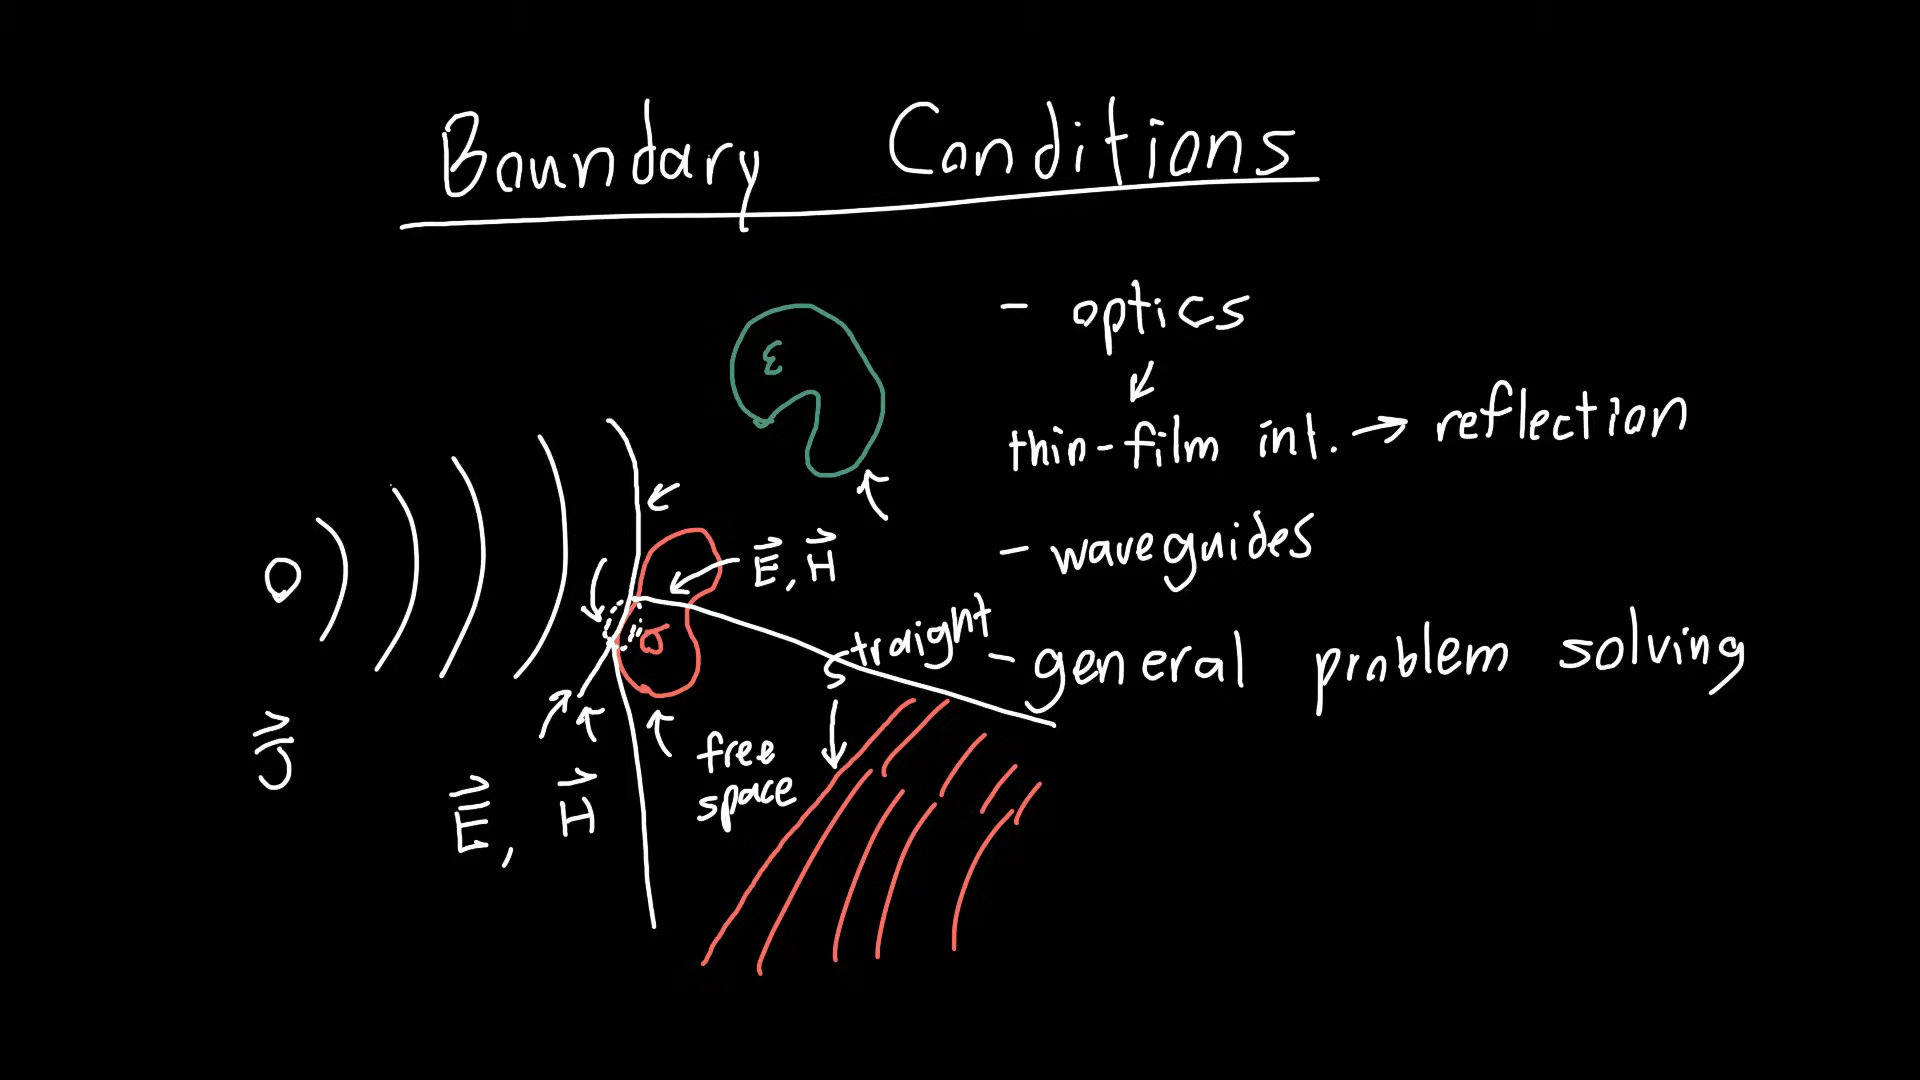 Boundary Conditions
- optics
ε
thin-film int. → reflection
E⃗, H⃗
- waveguides
σ
straight
- general problem solving
J⃗
free
space
E⃗, H⃗